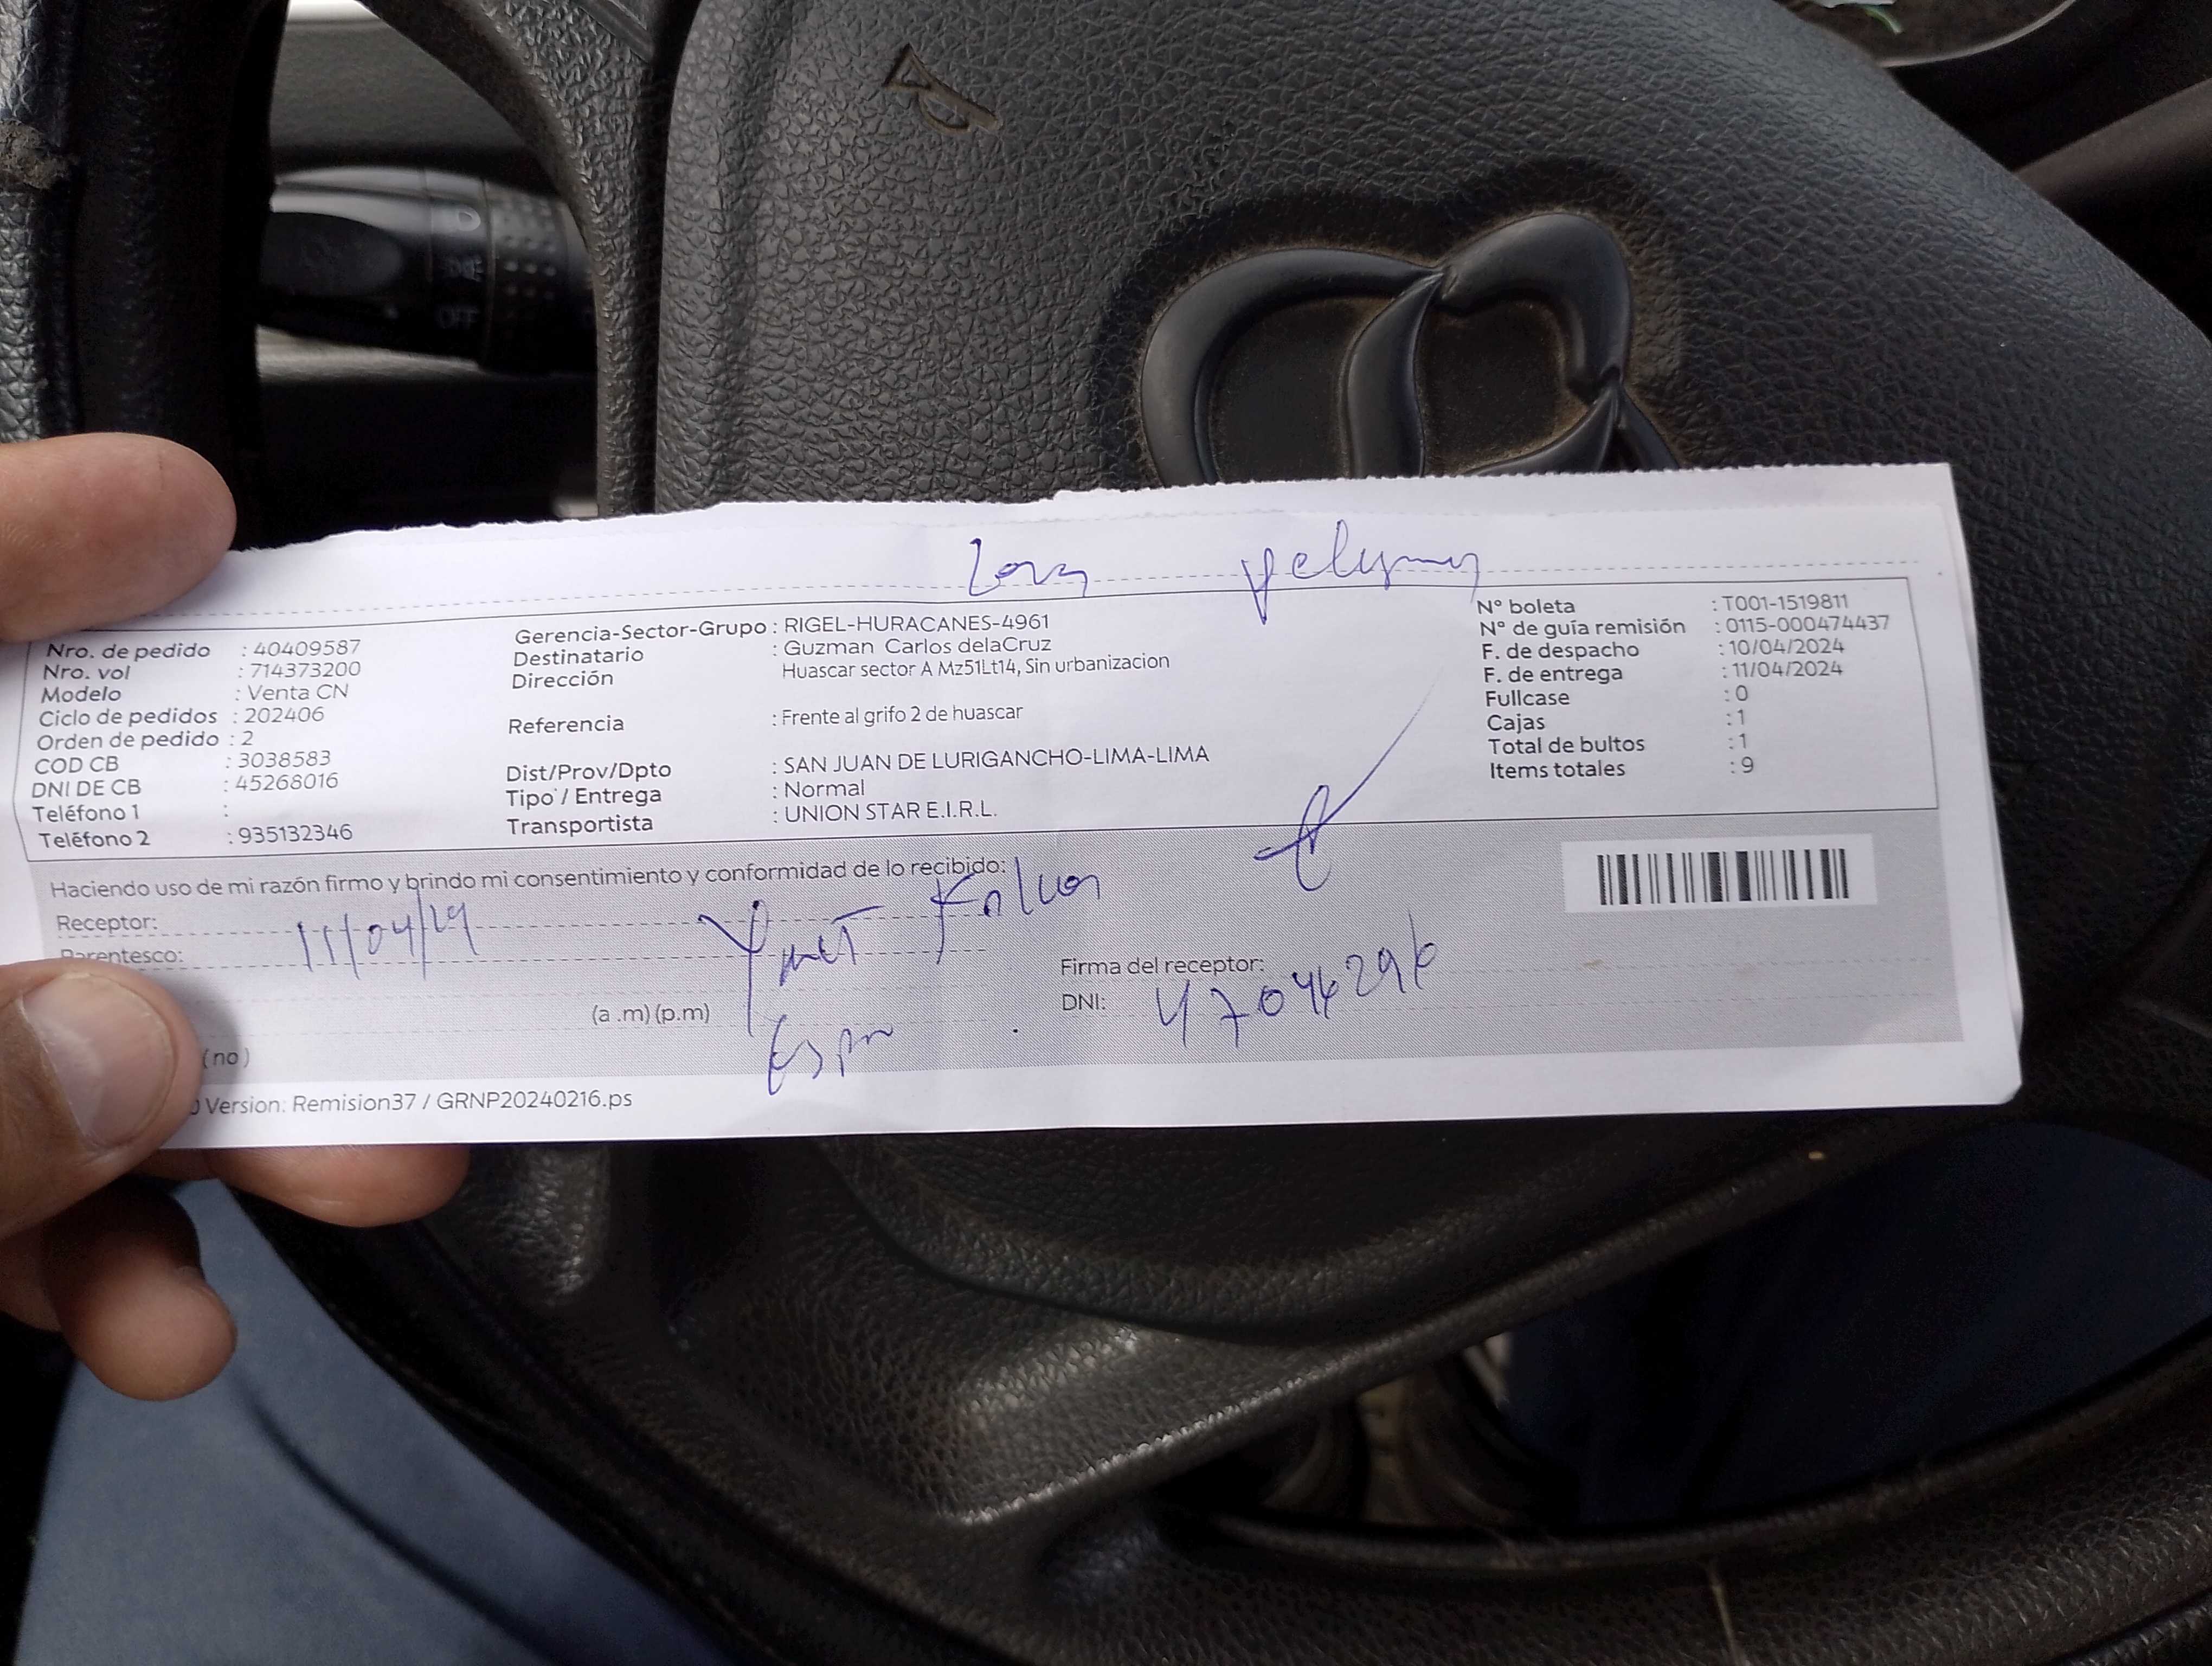 OFF
Nro. de pedido : 40409587
Nro. vol : 714373200
Modelo : Venta CN
Ciclo de pedidos : 202406
Orden de pedido : 2
COD CB : 3038583
DNI DE CB : 45268016
Teléfono 1 :
Teléfono 2 : 935132346
Gerencia-Sector-Grupo : RIGEL-HURACANES-4961
Destinatario : Guzman Carlos delaCruz
Dirección Huascar sector A Mz51Lt14, Sin urbanizacion
Referencia : Frente al grifo 2 de huascar
Dist/Prov/Dpto : SAN JUAN DE LURIGANCHO-LIMA-LIMA
Tipo / Entrega : Normal
Transportista : UNION STAR E.I.R.L.
N° boleta : T001-1519811
N° de guía remisión : 0115-000474437
F. de despacho : 10/04/2024
F. de entrega : 11/04/2024
Fullcase : 0
Cajas : 1
Total de bultos : 1
Items totales : 9
Haciendo uso de mi razón firmo y brindo mi consentimiento y conformidad de lo recibido:
Receptor:
Parentesco: 11/04/24
(a .m) (p.m)
Firma del receptor:
DNI: 47046296
(no)
Version: Remision37 / GRNP20240216.ps